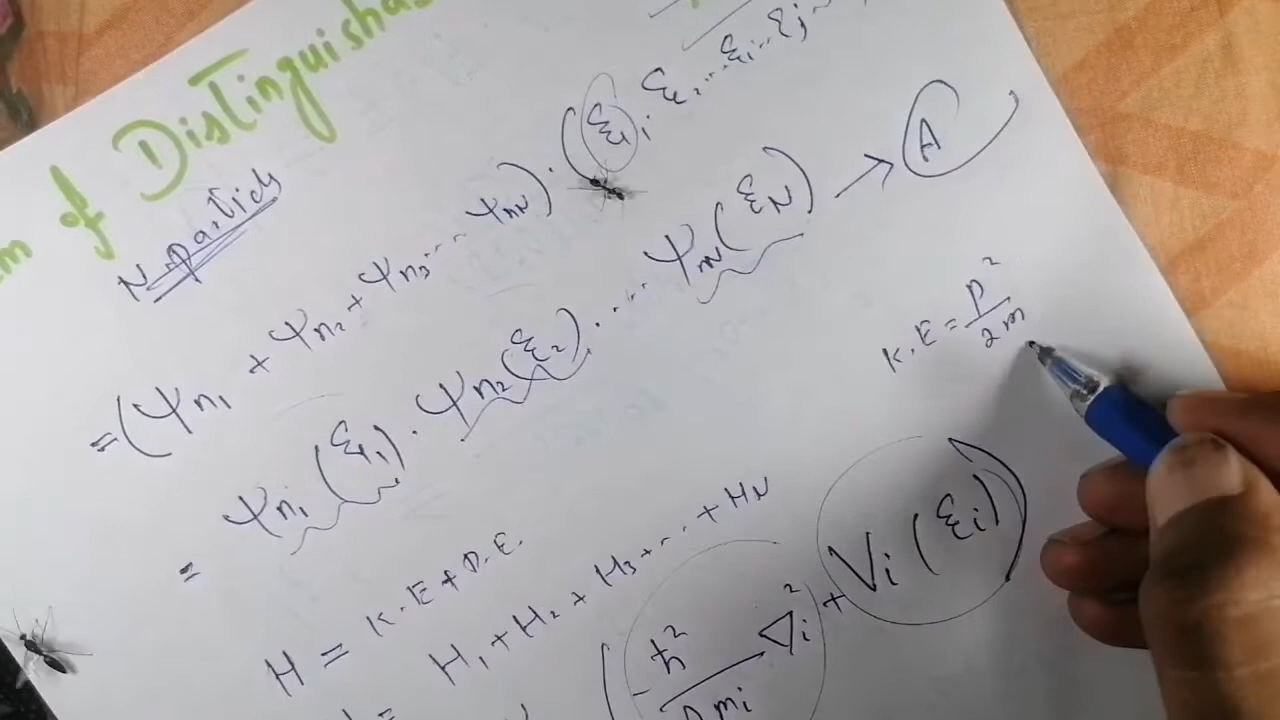 of Distinguisha
N partich
= (ψn₁ + ψn₂ + ψn₃ ... ψnN) · (ξ₁, ξ₂ ... ξi ... ξj
= ψn₁(ξ₁) · ψn₂(ξ₂) ..... ψnN(ξN) → A
K.E = p²/2m
H = K.E + P.E.
= H₁ + H₂ + H₃ + ... + HN
(-ħ²/2mi ∇i² + Vi(ξi)